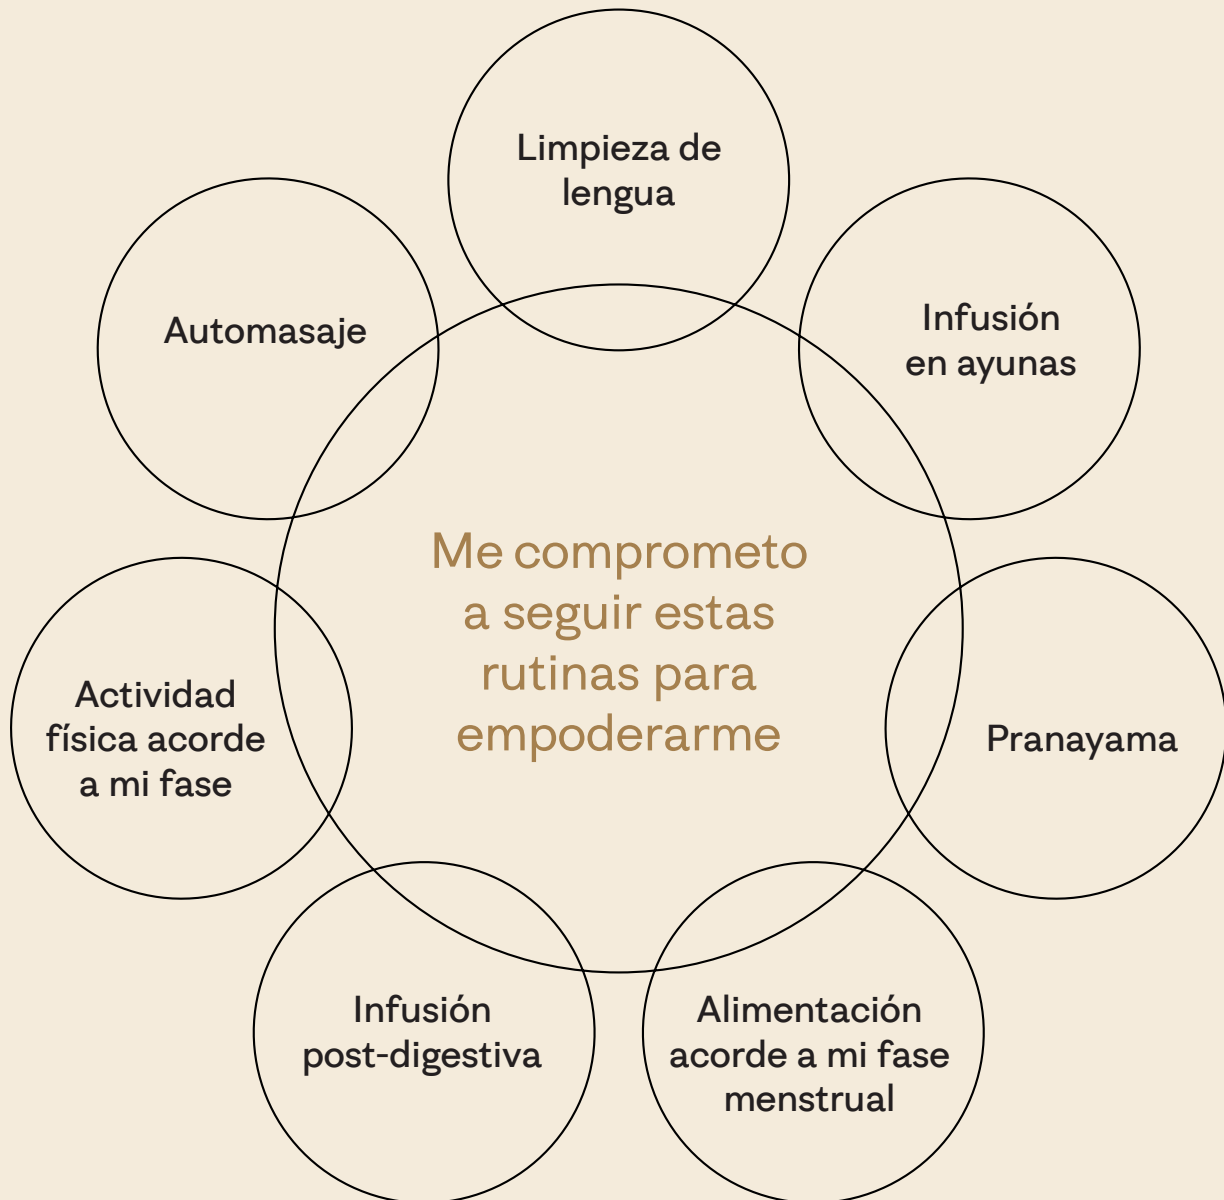 Limpieza de
lengua
Infusión
en ayunas
Automasaje
Me comprometo
a seguir estas
rutinas para
empoderarme
Actividad
física acorde
a mi fase
Pranayama
Infusión
post-digestiva
Alimentación
acorde a mi fase
menstrual